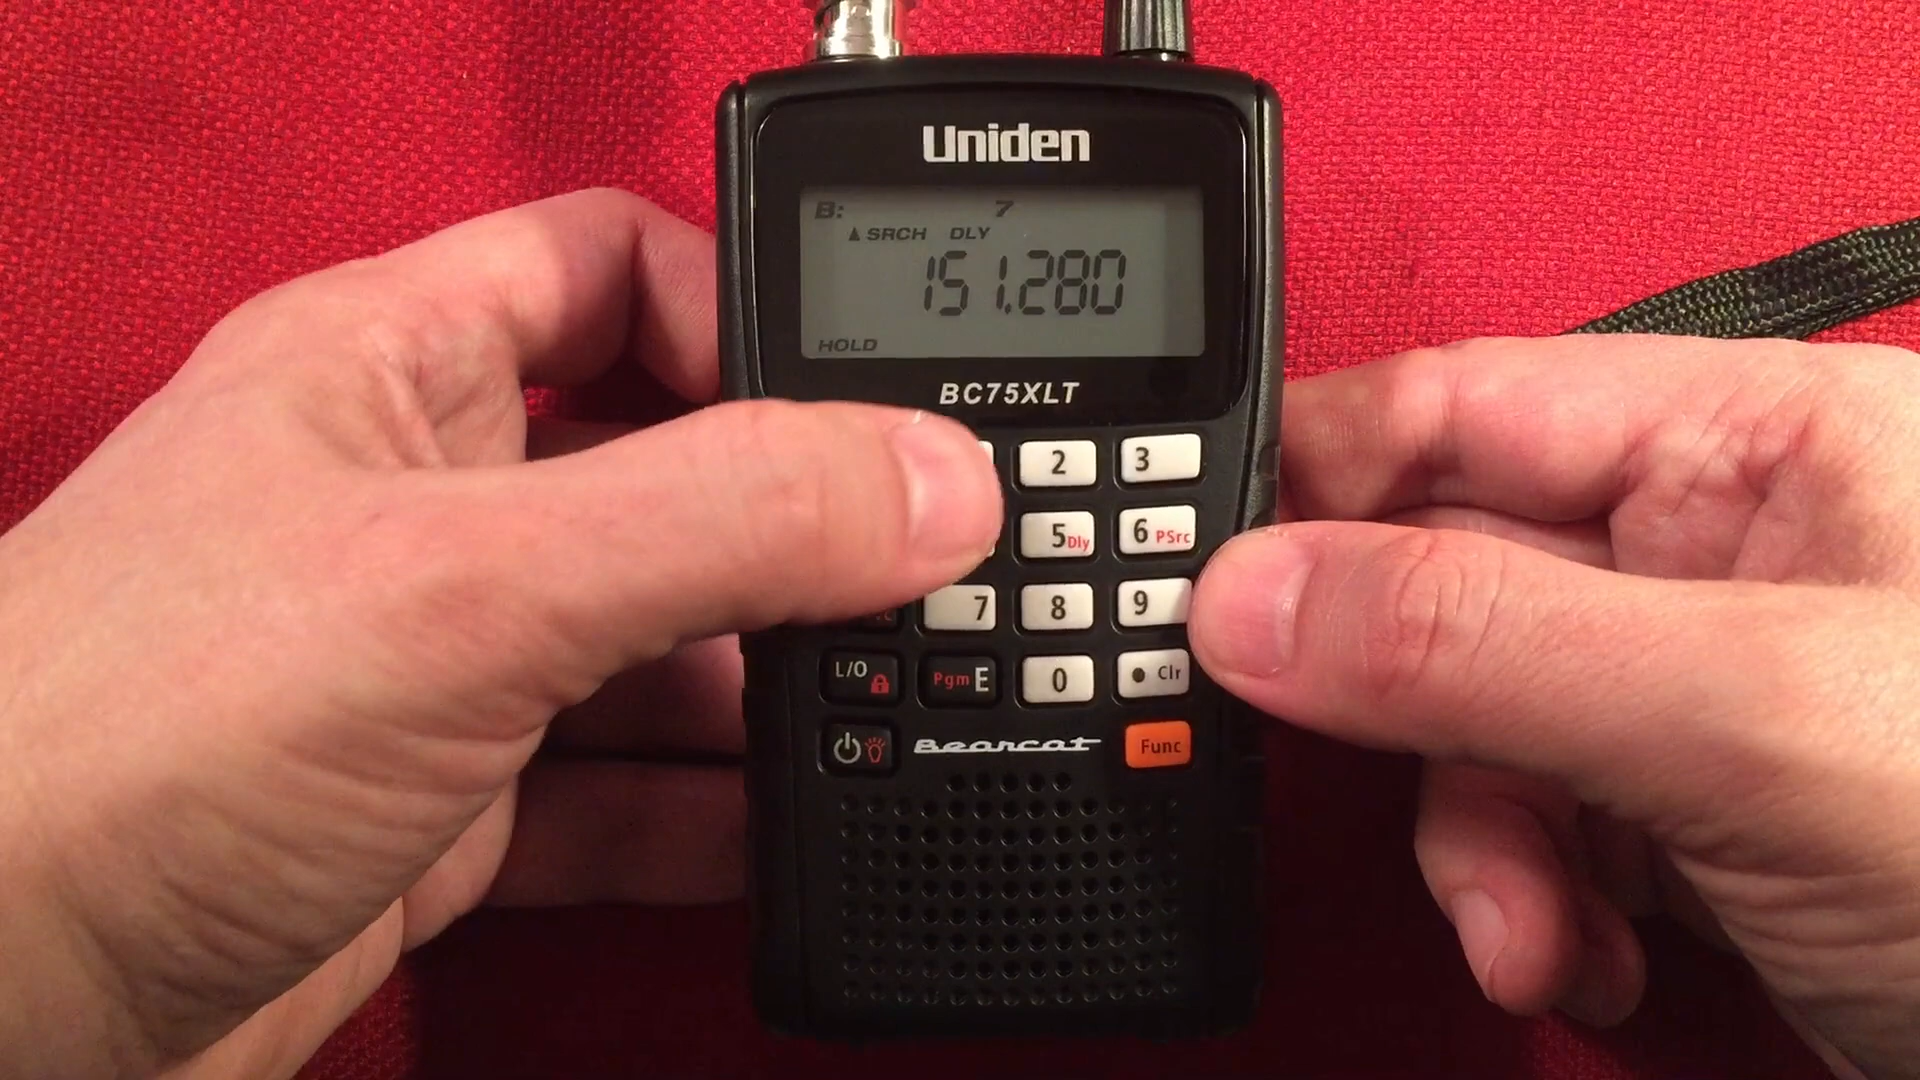 Uniden
B: 7
▲ SRCH DLY
151.280
HOLD
BC75XLT
2 3
5 Dly 6 PSrc
7 8 9
L/O Pgm E 0 • Clr
Bearcat Func